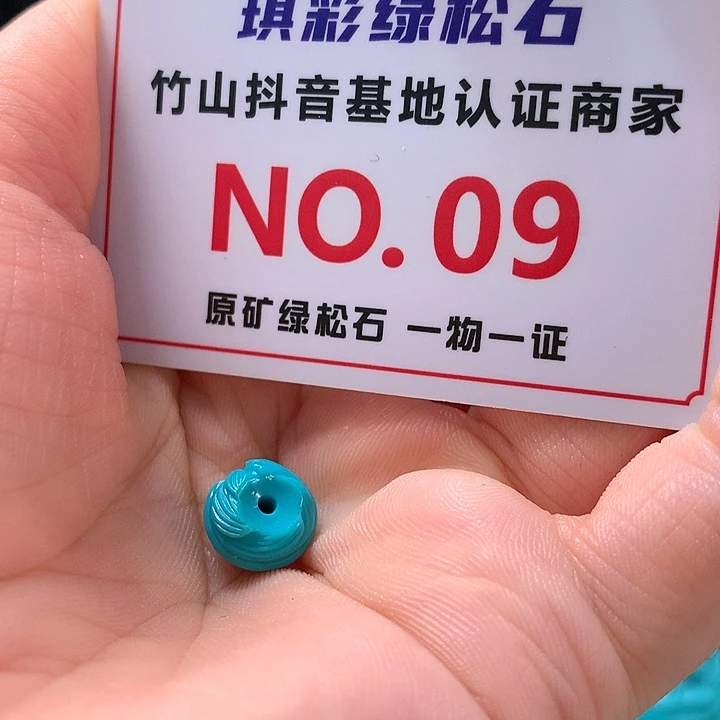 琪彩绿松石
竹山抖音基地认证商家
NO.09
原矿绿松石 一物一证